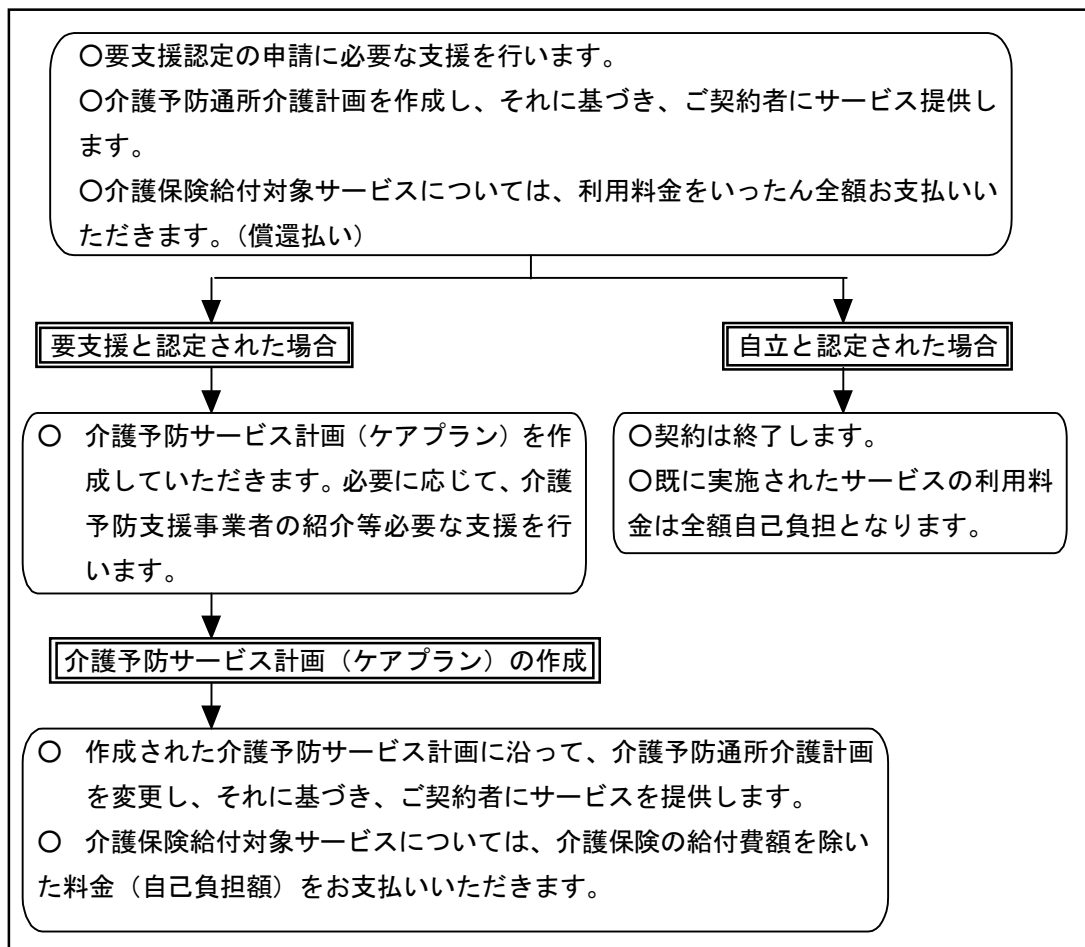 〇要支援認定の申請に必要な支援を行います。
〇介護予防通所介護計画を作成し、それに基づき、ご契約者にサービス提供し
ます。
〇介護保険給付対象サービスについては、利用料金をいったん全額お支払いい
ただきます。（償還払い）
要支援と認定された場合
自立と認定された場合
〇　介護予防サービス計画（ケアプラン）を作
成していただきます。必要に応じて、介護
予防支援事業者の紹介等必要な支援を行
います。
〇契約は終了します。
〇既に実施されたサービスの利用料
金は全額自己負担となります。
介護予防サービス計画（ケアプラン）の作成
〇　作成された介護予防サービス計画に沿って、介護予防通所介護計画
を変更し、それに基づき、ご契約者にサービスを提供します。
〇　介護保険給付対象サービスについては、介護保険の給付費額を除い
た料金（自己負担額）をお支払いいただきます。